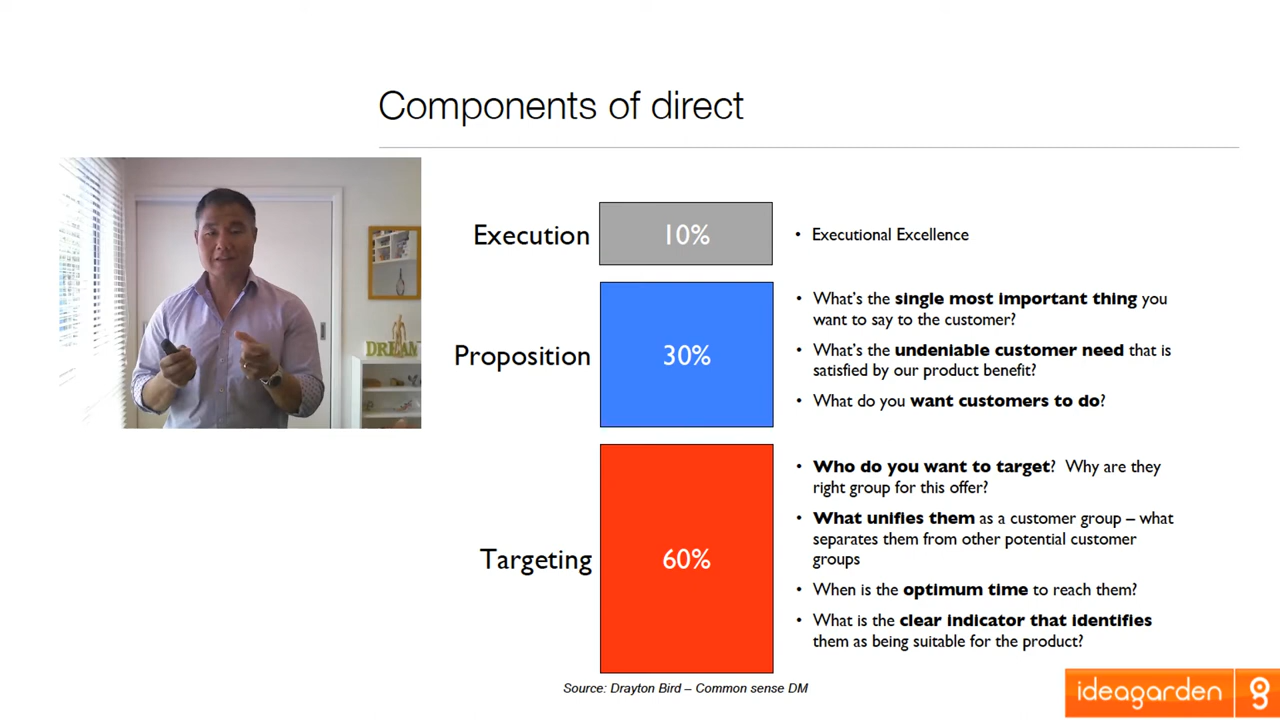 Components of direct
DREAM
Execution
10%
• Executional Excellence
Proposition
30%
• What's the single most important thing you
want to say to the customer?
• What's the undeniable customer need that is
satisfied by our product benefit?
• What do you want customers to do?
Targeting
60%
• Who do you want to target?  Why are they
right group for this offer?
• What unifies them as a customer group – what
separates them from other potential customer
groups
• When is the optimum time to reach them?
• What is the clear indicator that identifies
them as being suitable for the product?
Source: Drayton Bird – Common sense DM
ideagarden